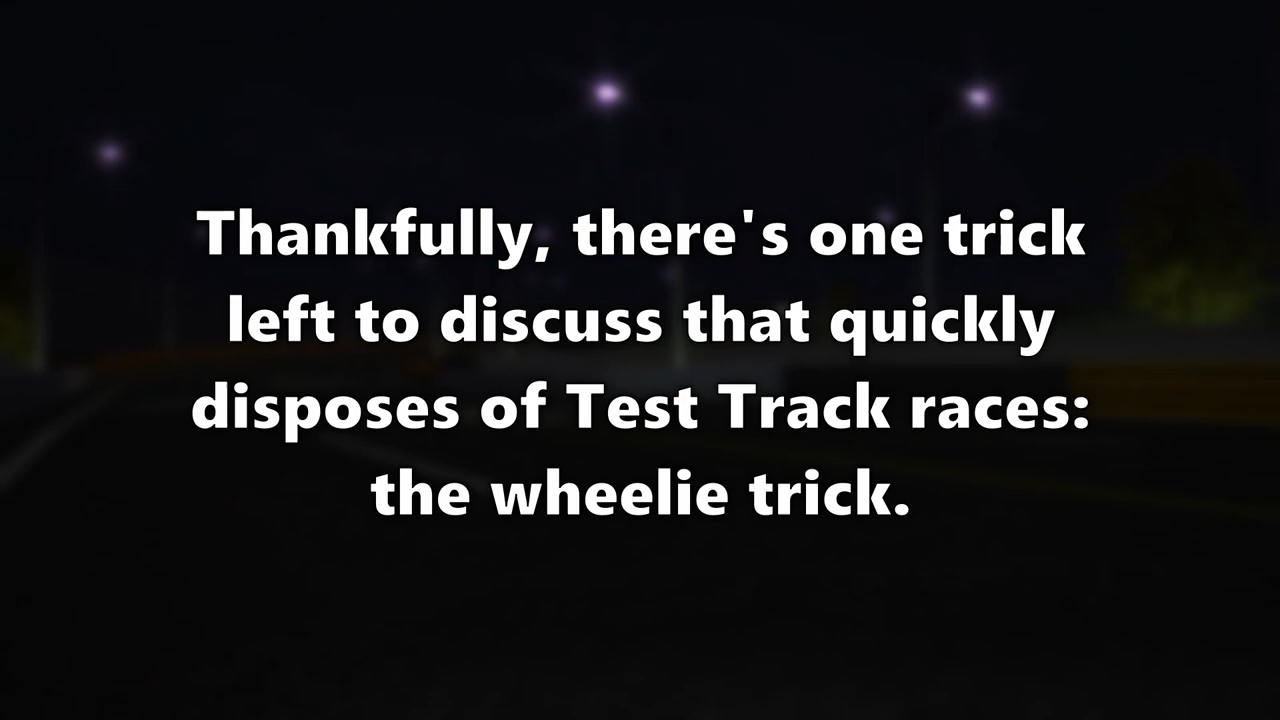 Thankfully, there's one trick
left to discuss that quickly
disposes of Test Track races:
the wheelie trick.